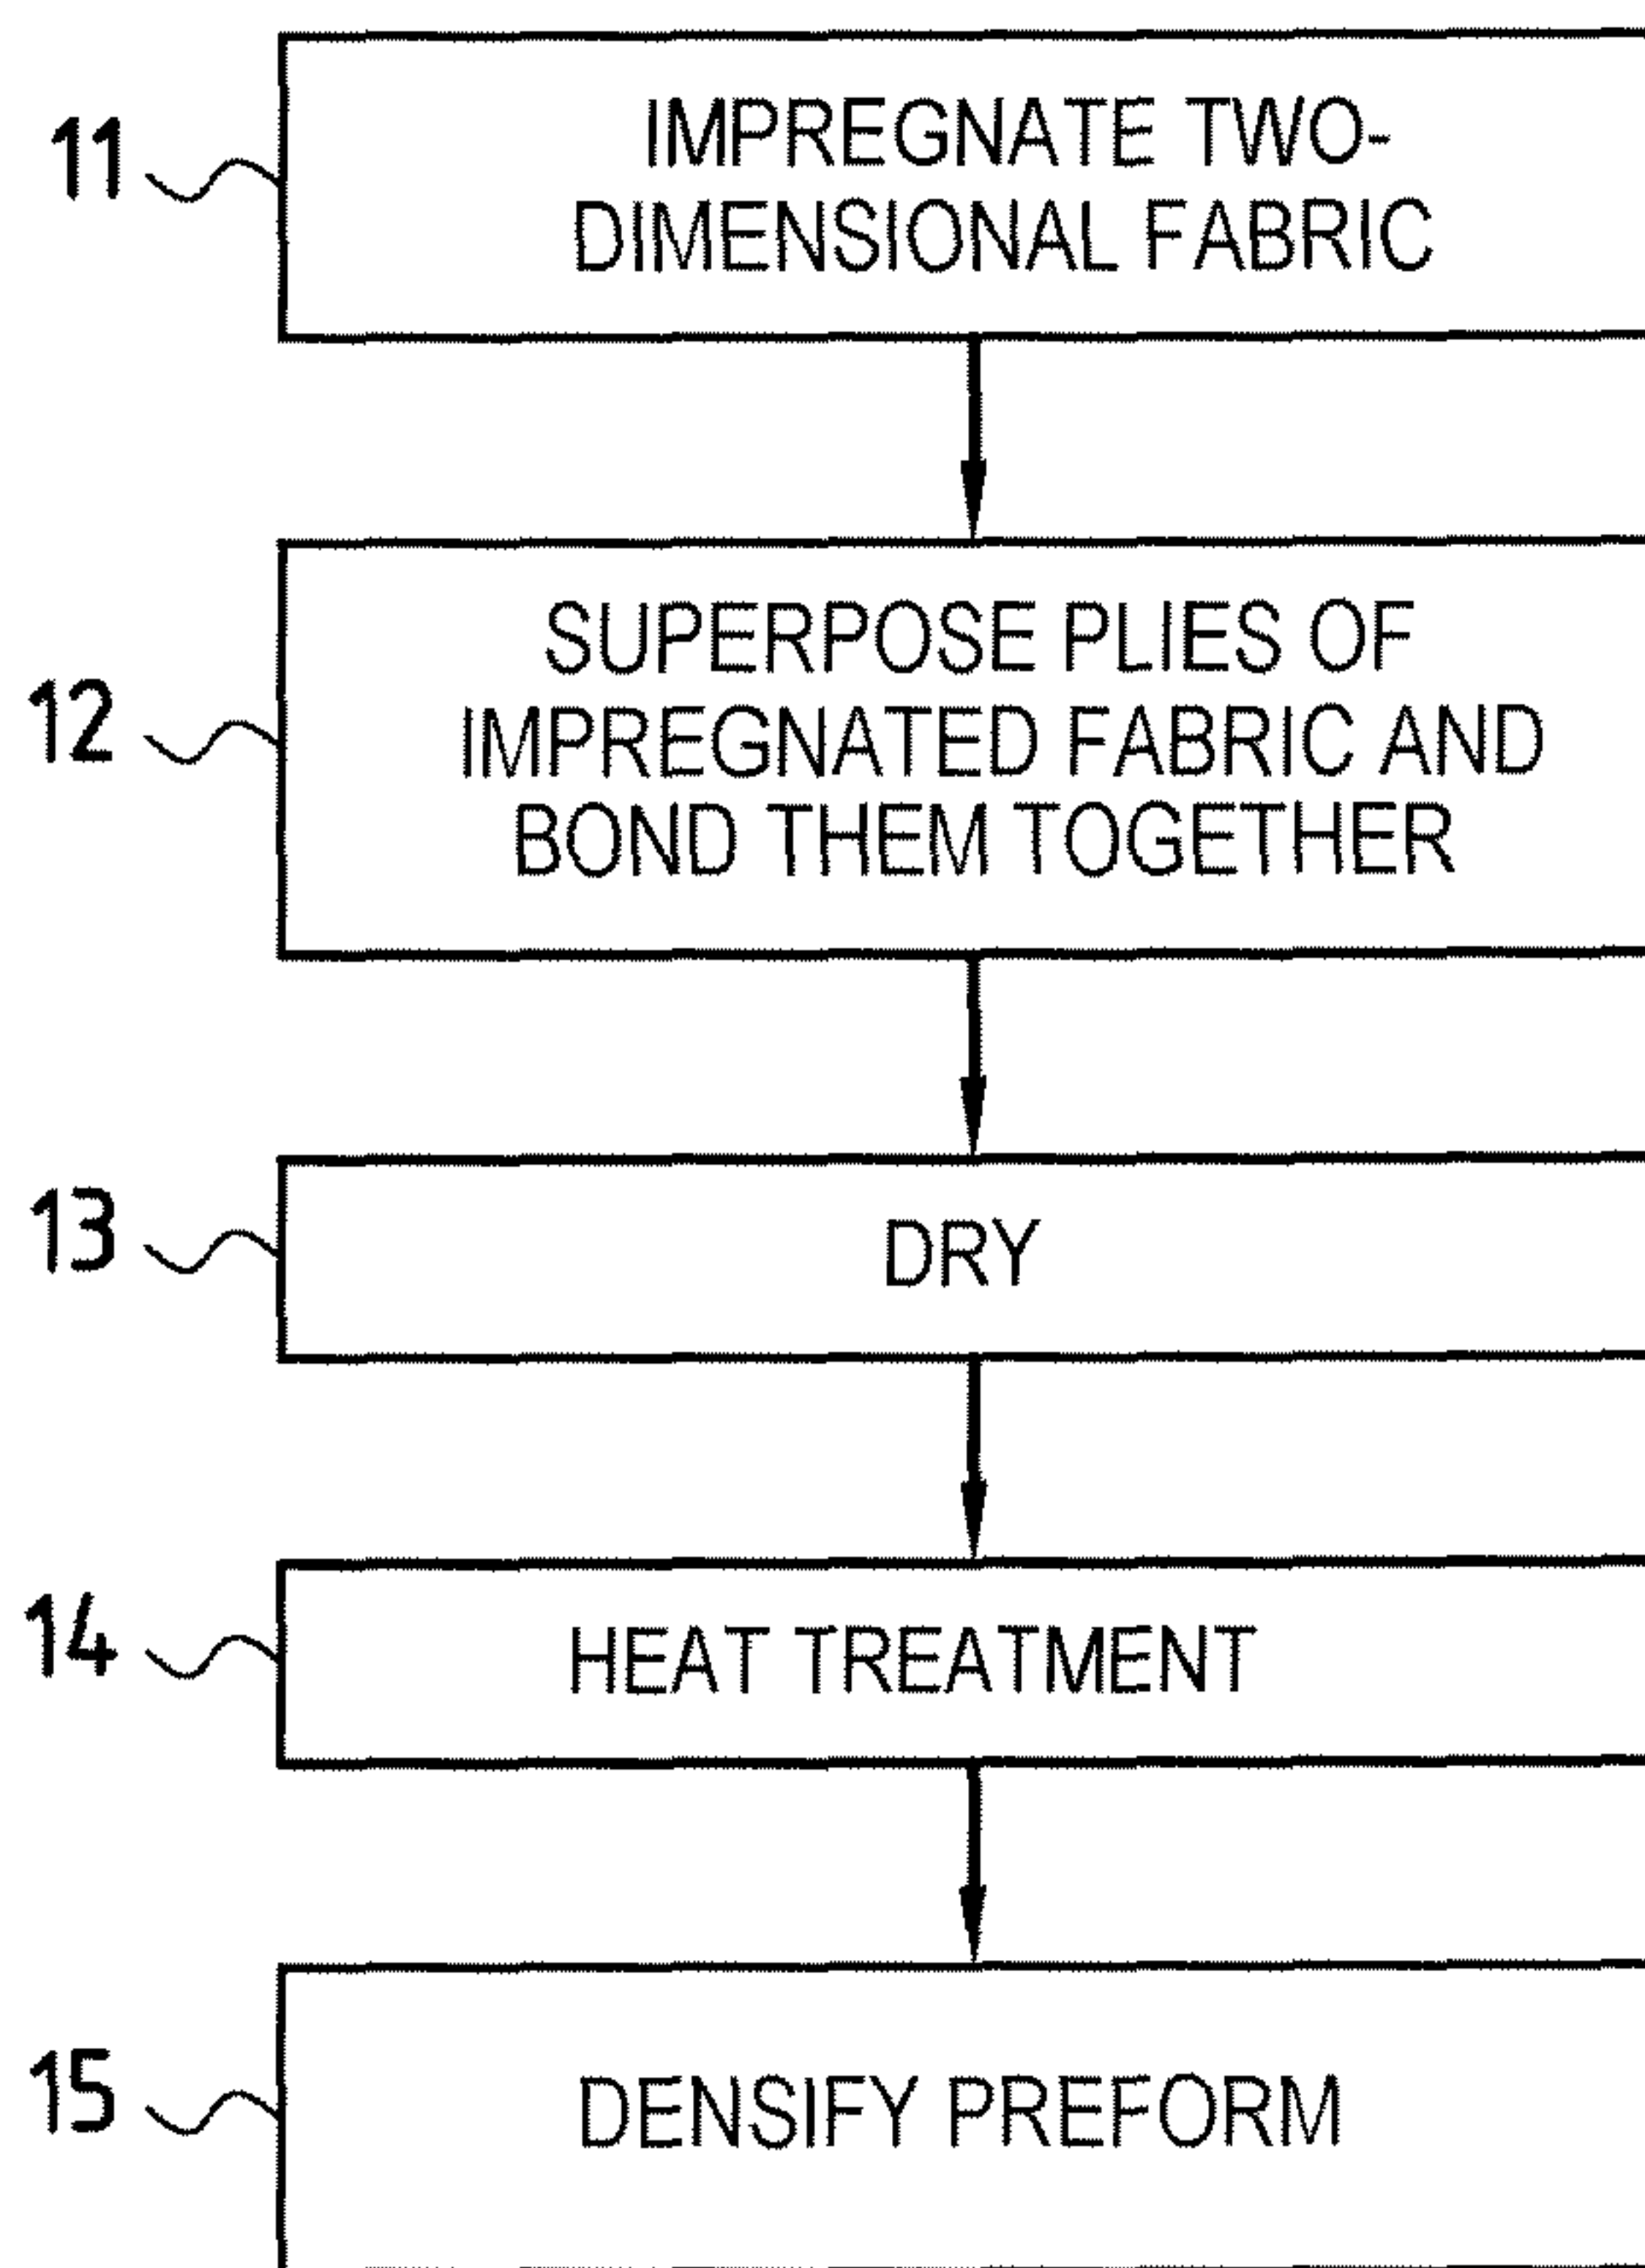 11
IMPREGNATE TWO-
DIMENSIONAL FABRIC
12
SUPERPOSE PLIES OF
IMPREGNATED FABRIC AND
BOND THEM TOGETHER
13
DRY
14
HEAT TREATMENT
15
DENSIFY PREFORM